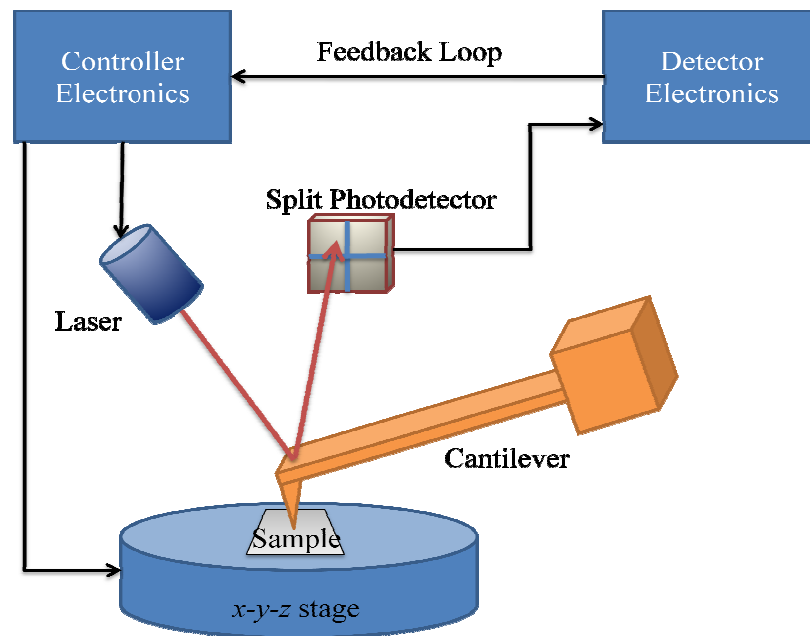 Controller
Electronics
Feedback Loop
Detector
Electronics
Split Photodetector
Laser
Cantilever
Sample
x-y-z stage